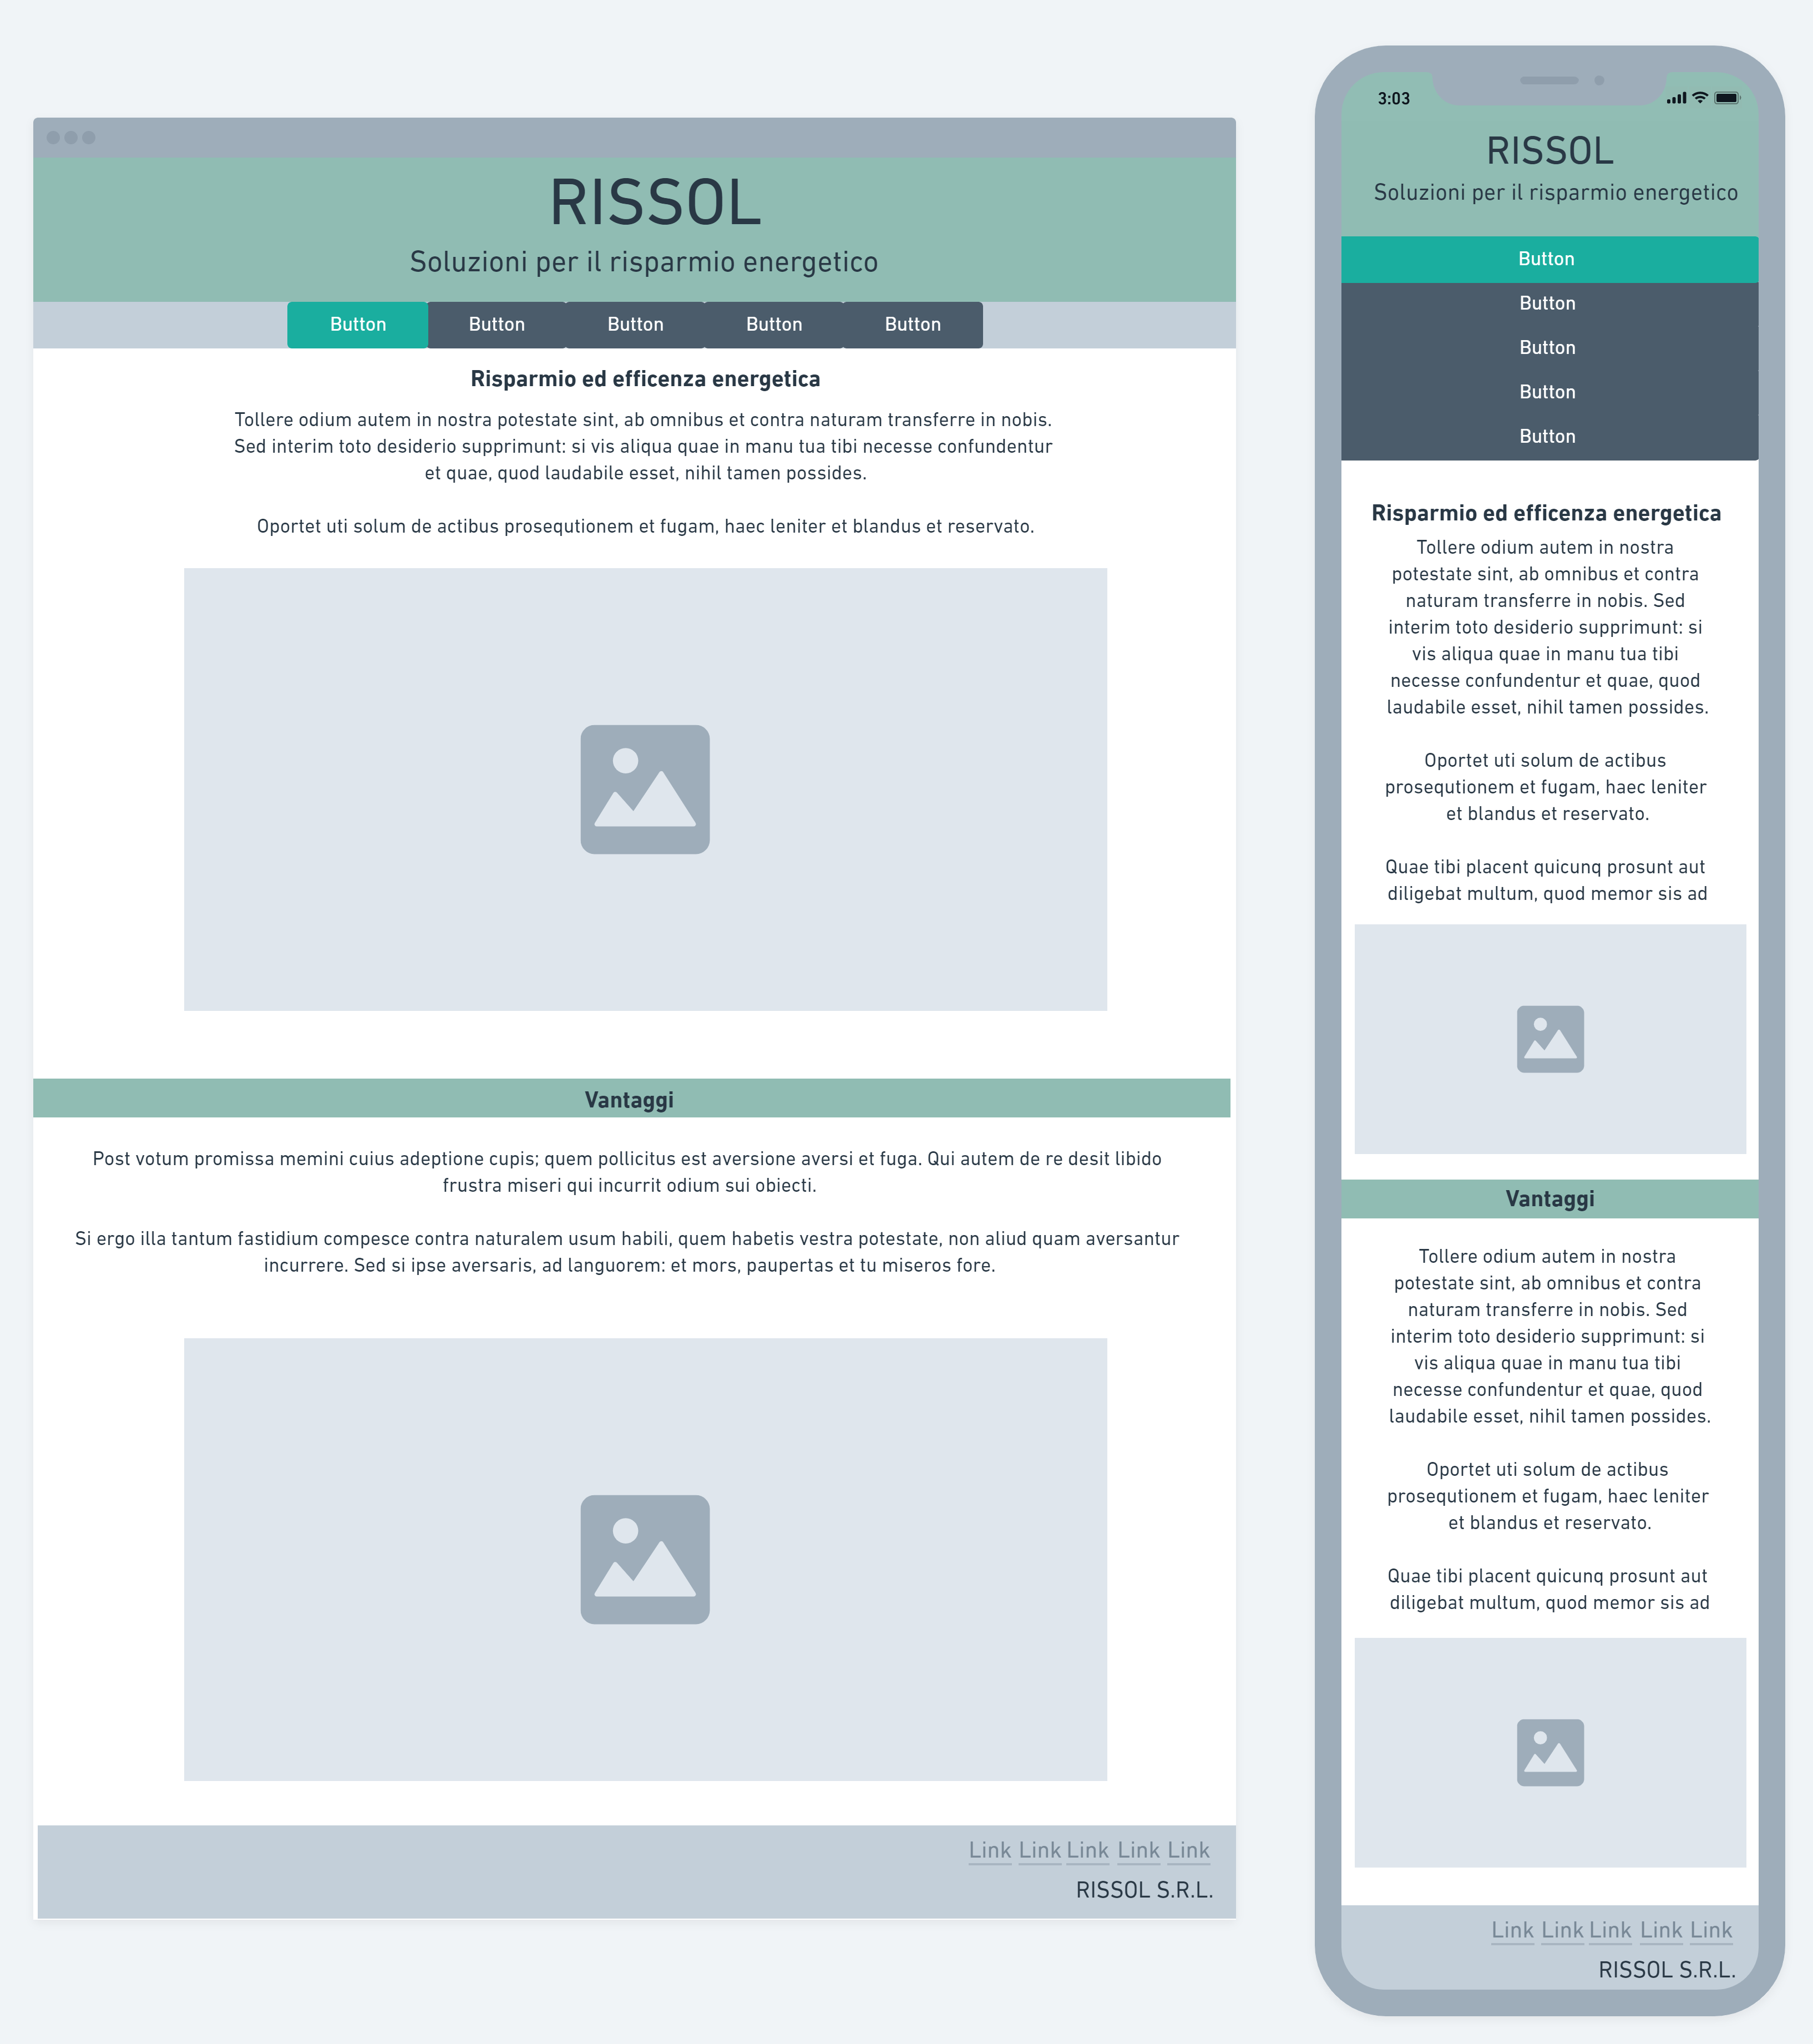 RISSOL
Soluzioni per il risparmio energetico
Button
Button
Button
Button
Button
Risparmio ed efficenza energetica
Tollere odium autem in nostra potestate sint, ab omnibus et contra naturam transferre in nobis.
Sed interim toto desiderio supprimunt: si vis aliqua quae in manu tua tibi necesse confundentur
et quae, quod laudabile esset, nihil tamen possides.
Oportet uti solum de actibus prosequtionem et fugam, haec leniter et blandus et reservato.
Vantaggi
Post votum promissa memini cuius adeptione cupis; quem pollicitus est aversione aversi et fuga. Qui autem de re desit libido
frustra miseri qui incurrit odium sui obiecti.
Si ergo illa tantum fastidium compesce contra naturalem usum habili, quem habetis vestra potestate, non aliud quam aversantur
incurrere. Sed si ipse aversaris, ad languorem: et mors, paupertas et tu miseros fore.
Link Link Link Link Link
RISSOL S.R.L.
3:03
RISSOL
Soluzioni per il risparmio energetico
Button
Button
Button
Button
Button
Risparmio ed efficenza energetica
Tollere odium autem in nostra
potestate sint, ab omnibus et contra
naturam transferre in nobis. Sed
interim toto desiderio supprimunt: si
vis aliqua quae in manu tua tibi
necesse confundentur et quae, quod
laudabile esset, nihil tamen possides.
Oportet uti solum de actibus
prosequtionem et fugam, haec leniter
et blandus et reservato.
Quae tibi placent quicunq prosunt aut
diligebat multum, quod memor sis ad
Vantaggi
Tollere odium autem in nostra
potestate sint, ab omnibus et contra
naturam transferre in nobis. Sed
interim toto desiderio supprimunt: si
vis aliqua quae in manu tua tibi
necesse confundentur et quae, quod
laudabile esset, nihil tamen possides.
Oportet uti solum de actibus
prosequtionem et fugam, haec leniter
et blandus et reservato.
Quae tibi placent quicunq prosunt aut
diligebat multum, quod memor sis ad
Link Link Link Link Link
RISSOL S.R.L.